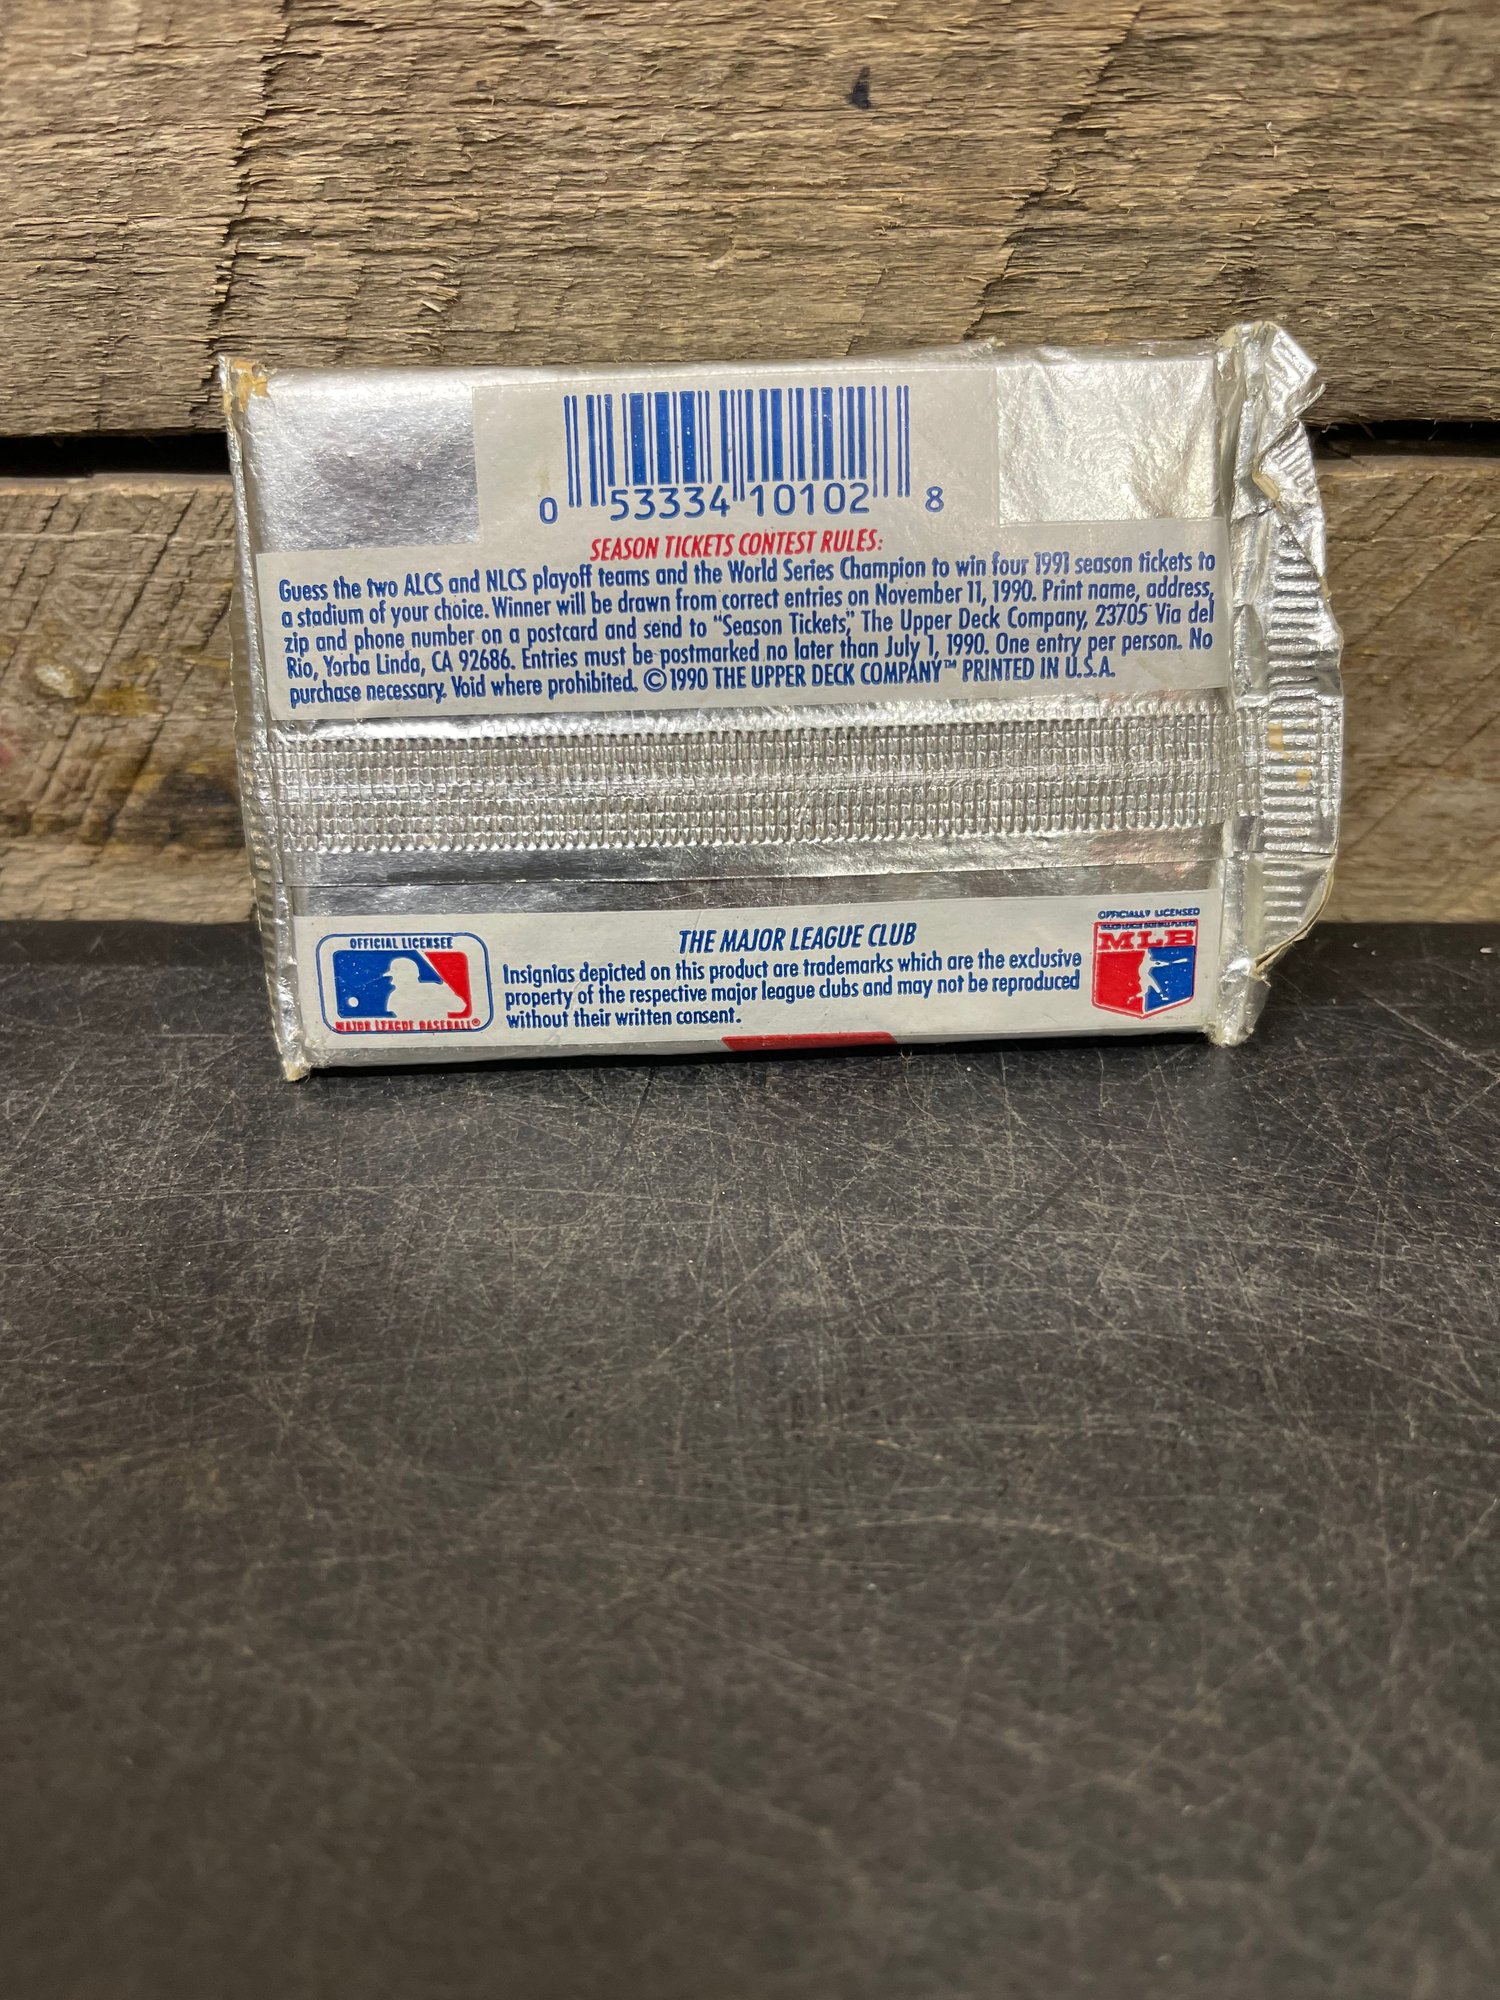 0 53334 10102 8
SEASON TICKETS CONTEST RULES:
Guess the two ALCS and NLCS playoff teams and the World Series Champion to win four 1991 season tickets to
a stadium of your choice. Winner will be drawn from correct entries on November 11, 1990. Print name, address,
zip and phone number on a postcard and send to "Season Tickets," The Upper Deck Company, 23705 Via del
Rio, Yorba Linda, CA 92686. Entries must be postmarked no later than July 1, 1990. One entry per person. No
purchase necessary. Void where prohibited. ©1990 THE UPPER DECK COMPANY™ PRINTED IN U.S.A.
OFFICIAL LICENSEE
MAJOR LEAGUE BASEBALL®
THE MAJOR LEAGUE CLUB
Insignias depicted on this product are trademarks which are the exclusive
property of the respective major league clubs and may not be reproduced
without their written consent.
OFFICIALLY LICENSED
MAJOR LEAGUE BASEBALL PLAYERS
MLB